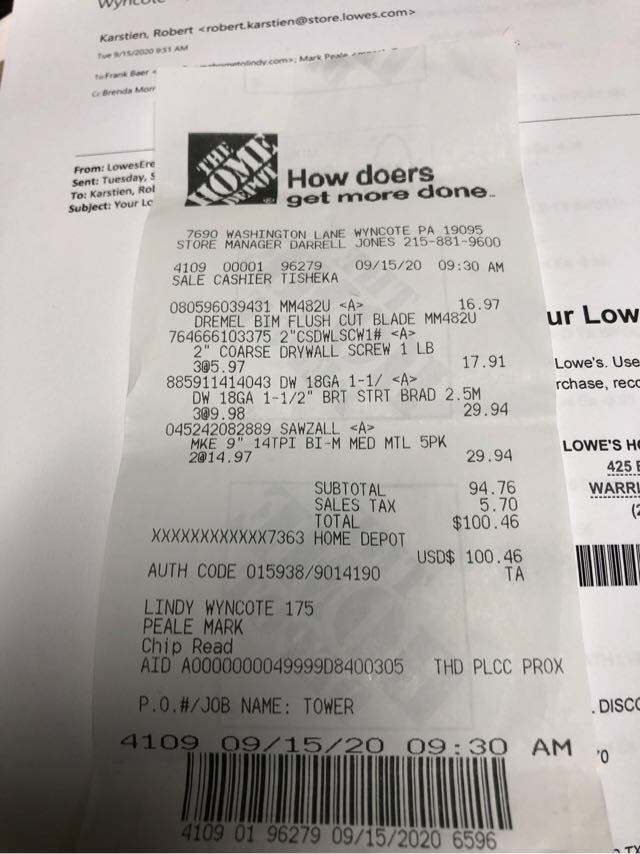 Wyncote
Karstien, Robert <robert.karstien@store.lowes.com>
Tue 9/15/2020 9:51 AM
To: Frank Baer <
Mark Peale
Cc: Brenda Morr
From: LowesEre
Sent: Tuesday, S
To: Karstien, Rol
Subject: Your Lo
THE HOME DEPOT
How doers
get more done.
7690 WASHINGTON LANE WYNCOTE PA 19095
STORE MANAGER DARRELL JONES 215-881-9600
4109 00001 96279 09/15/20 09:30 AM
SALE CASHIER TISHEKA
080596039431 MM482U <A> 16.97
DREMEL BIM FLUSH CUT BLADE MM482U
764666103375 2"CSDWLSCW1# <A>
2" COARSE DRYWALL SCREW 1 LB
3@5.97 17.91
885911414043 DW 18GA 1-1/ <A>
DW 18GA 1-1/2" BRT STRT BRAD 2.5M
3@9.98 29.94
045242082889 SAWZALL <A>
MKE 9" 14TPI BI-M MED MTL 5PK
2@14.97 29.94
SUBTOTAL 94.76
SALES TAX 5.70
TOTAL $100.46
XXXXXXXXXXXX7363 HOME DEPOT
USD$ 100.46
AUTH CODE 015938/9014190 TA
LINDY WYNCOTE 175
PEALE MARK
Chip Read
AID A0000000049999D8400305 THD PLCC PROX
P.O.#/JOB NAME: TOWER
4109 09/15/20 09:30 AM
4109 01 96279 09/15/2020 6596
ur Low
Lowe's. Use
rchase, reco
LOWE'S HO
425 E
WARRI
(2
. DISCO